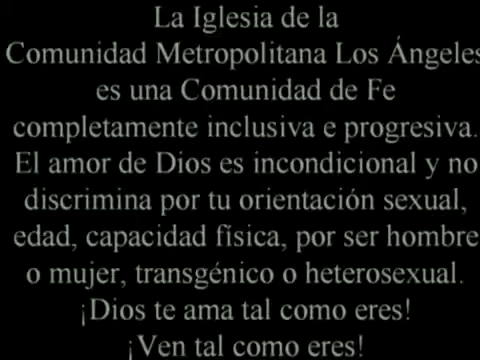 La Iglesia de la
Comunidad Metropolitana Los Ángeles
es una Comunidad de Fe
completamente inclusiva e progresiva.
El amor de Dios es incondicional y no
discrimina por tu orientación sexual,
edad, capacidad física, por ser hombre
o mujer, transgénico o heterosexual.
¡Dios te ama tal como eres!
¡Ven tal como eres!